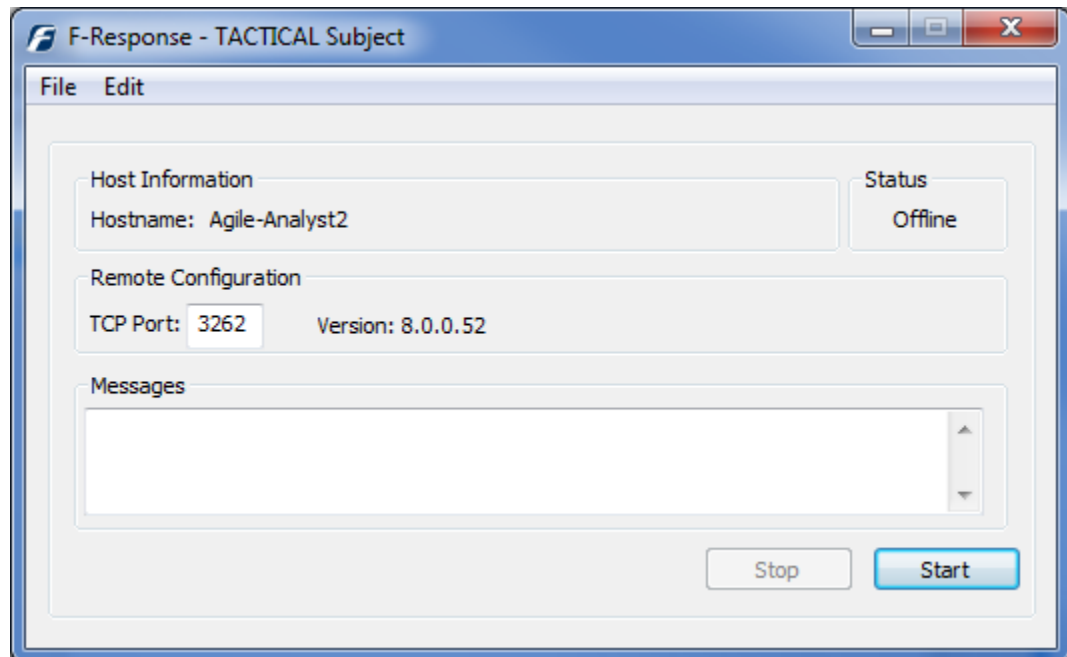 F-Response - TACTICAL Subject
File Edit
Host Information
Status
Hostname: Agile-Analyst2
Offline
Remote Configuration
TCP Port: 3262 Version: 8.0.0.52
Messages
Stop Start